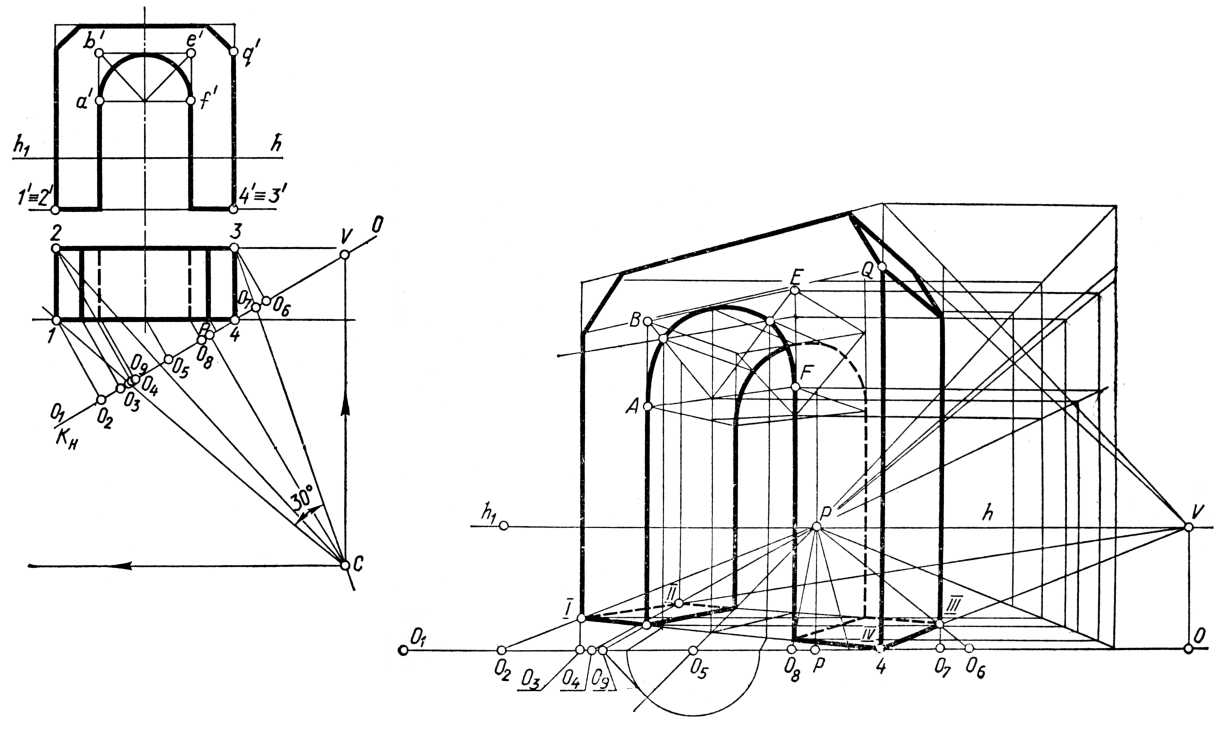 b' e' q'
a' f'
h₁ h
1'≡2' 4'≡3'
2 3 V O
O₇ O₆
1 P 4
O₈
O₉ O₄ O₅
O₁ O₂ O₃
K_H
30°
C
E Q
B
F
A
h₁ P h V
I II III
IV
O₁ O
O₂ O₃ O₄ O₉ O₅ O₈ P 4 O₇ O₆